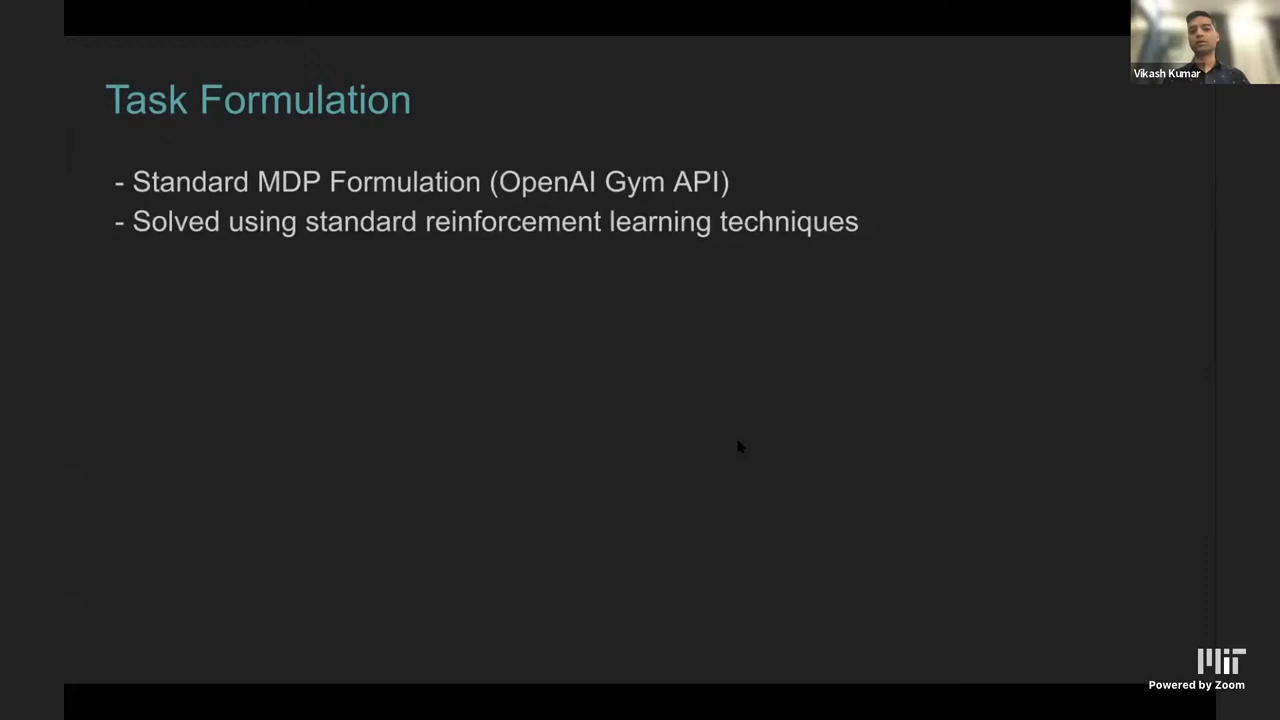 Vikash Kumar
Task Formulation
- Standard MDP Formulation (OpenAI Gym API)
- Solved using standard reinforcement learning techniques
MIT
Powered by Zoom